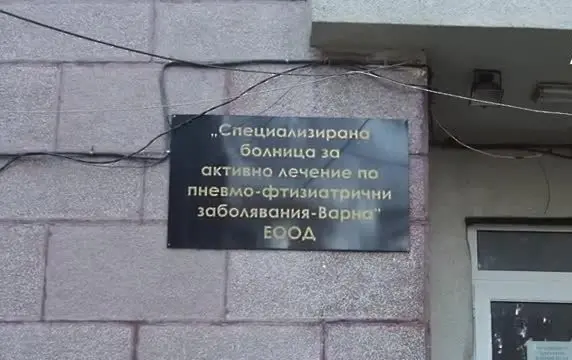 „Специализирана
болница за
активно лечение по
пневмо-фтизиатрични
заболявания-Варна"
ЕООД